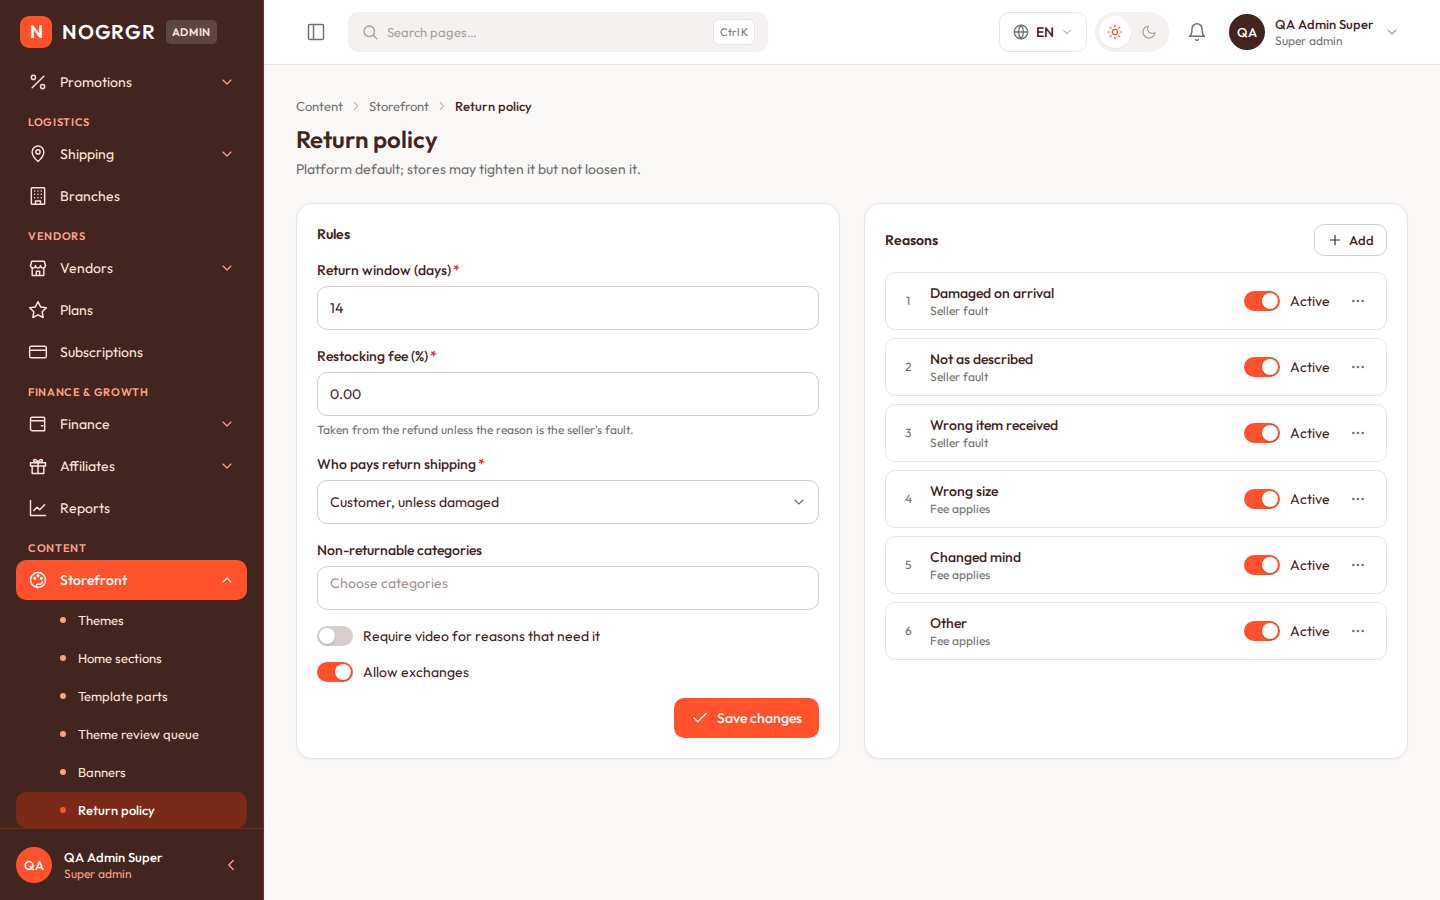 N NOGRGR ADMIN
Promotions
LOGISTICS
Shipping
Branches
VENDORS
Vendors
Plans
Subscriptions
FINANCE & GROWTH
Finance
Affiliates
Reports
CONTENT
Storefront
Themes
Home sections
Template parts
Theme review queue
Banners
Return policy
QA QA Admin Super
Super admin
Search pages...
Ctrl K
EN
QA QA Admin Super
Super admin
Content > Storefront > Return policy
Return policy
Platform default; stores may tighten it but not loosen it.
Rules
Return window (days) *
14
Restocking fee (%) *
0.00
Taken from the refund unless the reason is the seller's fault.
Who pays return shipping *
Customer, unless damaged
Non-returnable categories
Choose categories
Require video for reasons that need it
Allow exchanges
Save changes
Reasons
Add
1 Damaged on arrival Active
Seller fault
2 Not as described Active
Seller fault
3 Wrong item received Active
Seller fault
4 Wrong size Active
Fee applies
5 Changed mind Active
Fee applies
6 Other Active
Fee applies